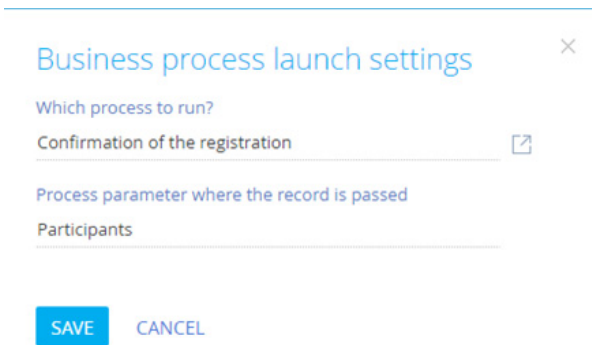 Business process launch settings
Which process to run?
Confirmation of the registration
Process parameter where the record is passed
Participants
SAVE CANCEL